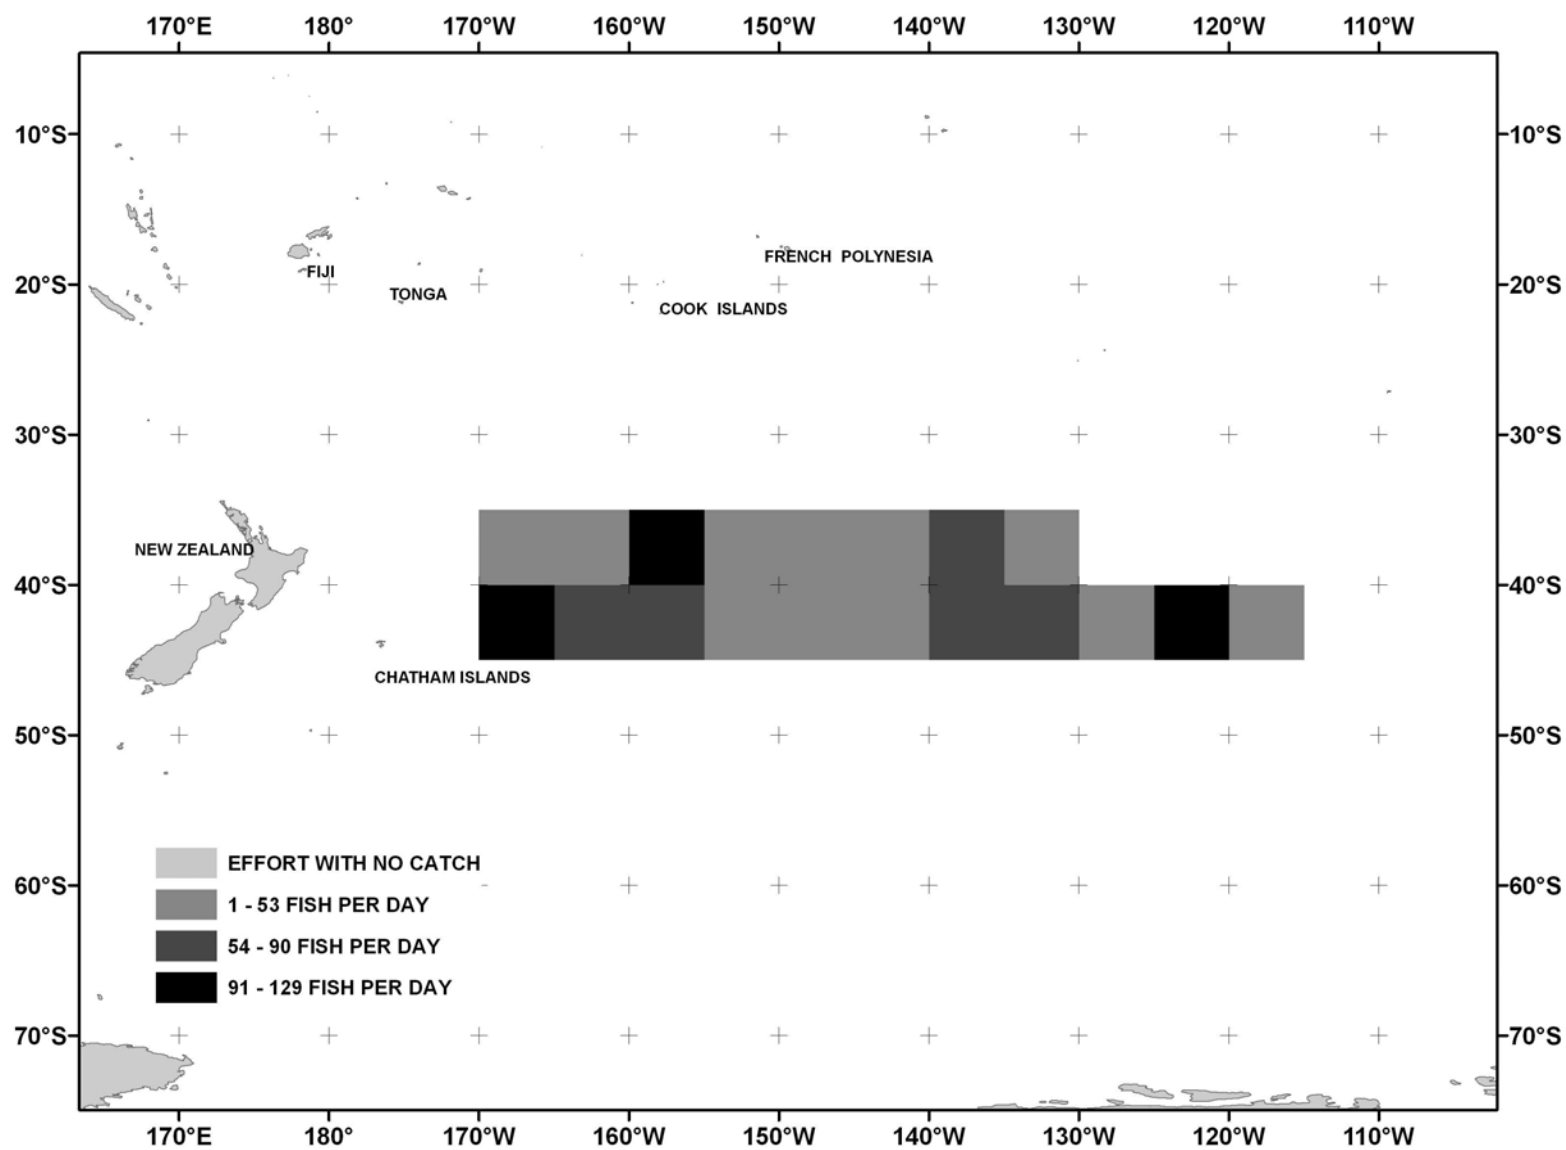 170°E 180° 170°W 160°W 150°W 140°W 130°W 120°W 110°W
10°S 10°S
FRENCH POLYNESIA
FIJI
20°S 20°S
TONGA
COOK ISLANDS
30°S 30°S
NEW ZEALAND
40°S 40°S
CHATHAM ISLANDS
50°S 50°S
EFFORT WITH NO CATCH
60°S 60°S
1 - 53 FISH PER DAY
54 - 90 FISH PER DAY
91 - 129 FISH PER DAY
70°S 70°S
170°E 180° 170°W 160°W 150°W 140°W 130°W 120°W 110°W